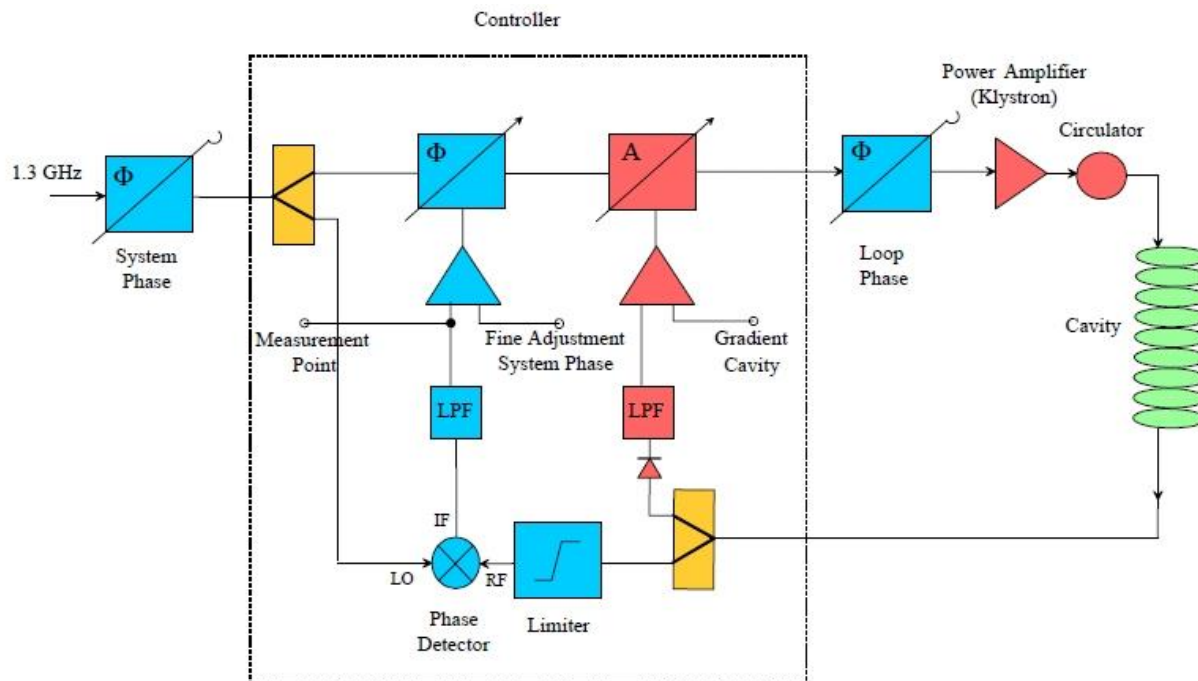 Controller
Power Amplifier
(Klystron)
Circulator
1.3 GHz
Φ
Φ
A
Φ
System
Phase
Loop
Phase
Cavity
Measurement
Point
Fine Adjustment
System Phase
Gradient
Cavity
LPF
LPF
IF
LO
RF
Phase
Detector
Limiter